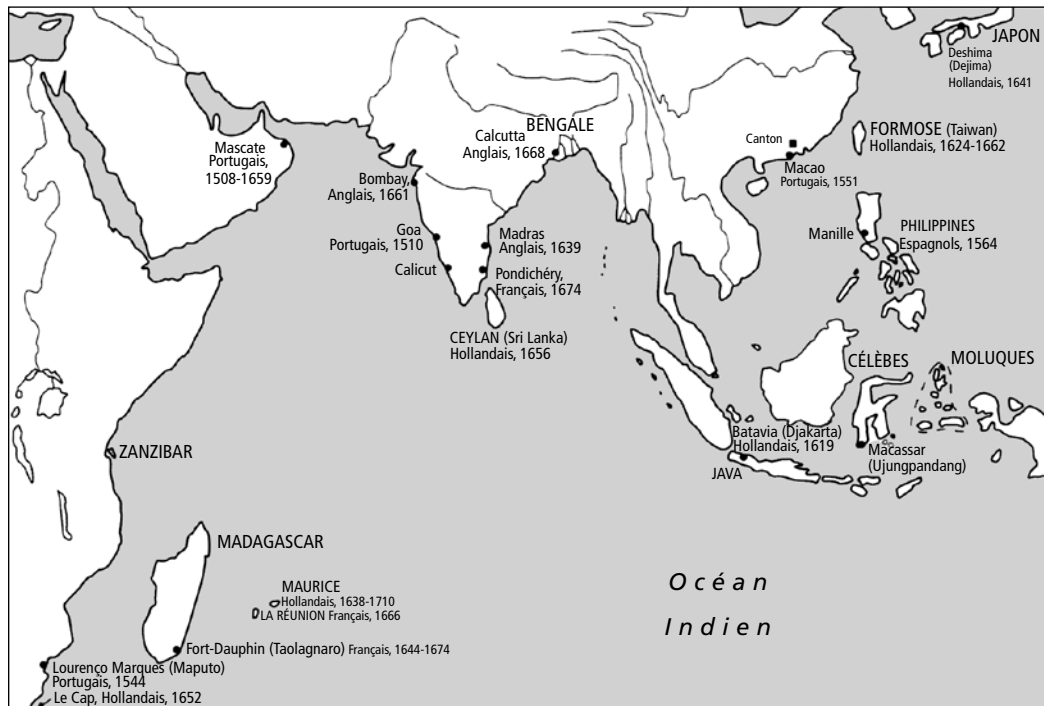 JAPON
Deshima
(Dejima)
Hollandais, 1641
BENGALE
Calcutta
Anglais, 1668
Canton
FORMOSE (Taiwan)
Hollandais, 1624-1662
Mascate
Portugais,
1508-1659
Macao
Portugais, 1551
Bombay,
Anglais, 1661
Goa
Portugais, 1510
Madras
Anglais, 1639
Manille
PHILIPPINES
Espagnols, 1564
Calicut
Pondichéry,
Français, 1674
CEYLAN (Sri Lanka)
Hollandais, 1656
CÉLÈBES
MOLUQUES
ZANZIBAR
Batavia (Djakarta)
Hollandais, 1619
Macassar
(Ujungpandang)
JAVA
MADAGASCAR
MAURICE
Hollandais, 1638-1710
LA RÉUNION Français, 1666
Océan
Indien
Fort-Dauphin (Taolagnaro) Français, 1644-1674
Lourenço Marques (Maputo)
Portugais, 1544
Le Cap, Hollandais, 1652